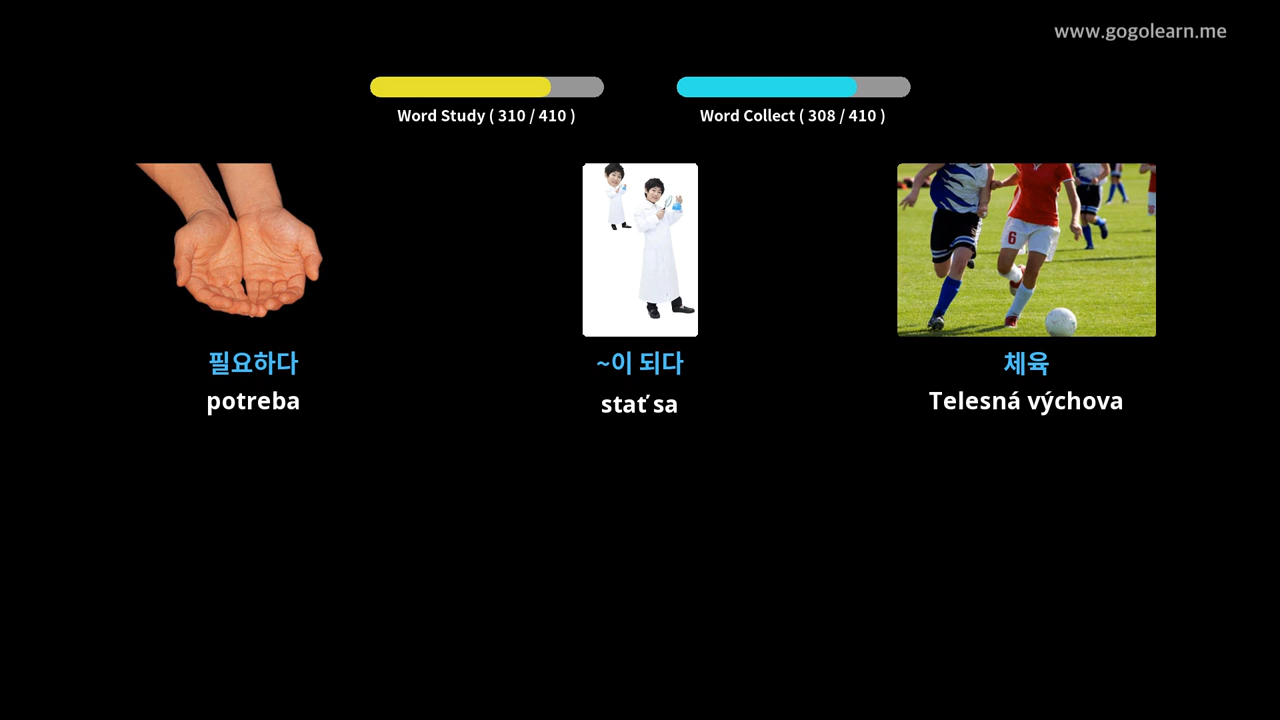 www.gogolearn.me
Word Study ( 310 / 410 )
Word Collect ( 308 / 410 )
6
필요하다
potreba
~이 되다
stať sa
체육
Telesná výchova